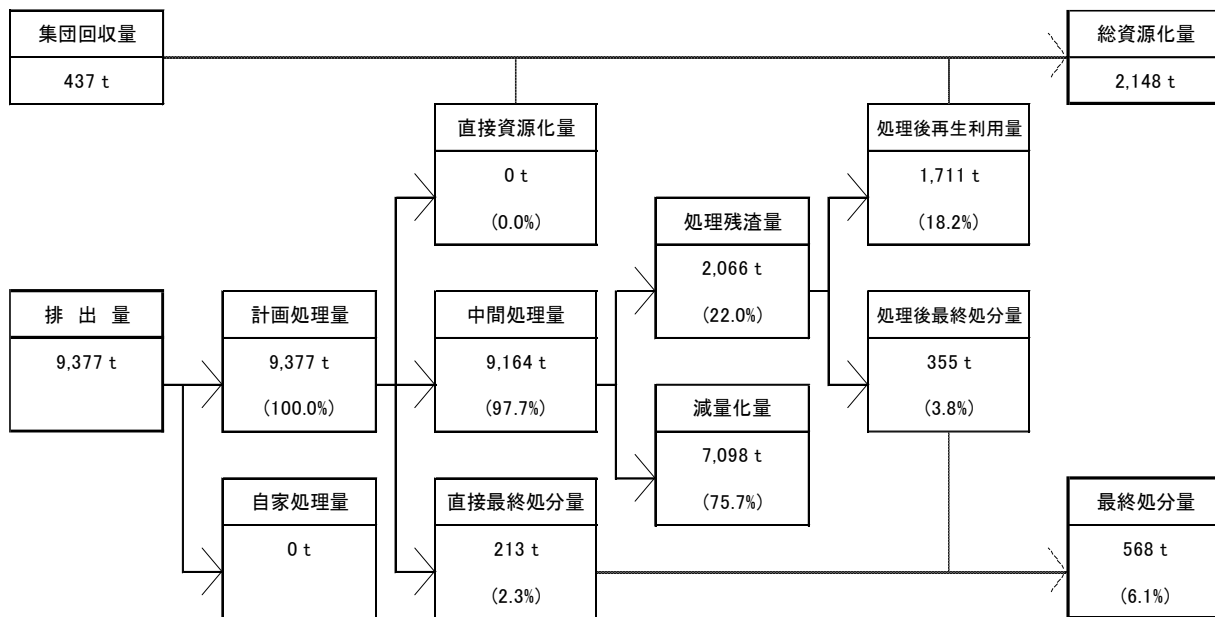 集団回収量
437 t
総資源化量
2,148 t
直接資源化量
0 t
(0.0%)
処理後再生利用量
1,711 t
(18.2%)
処理残渣量
2,066 t
(22.0%)
排 出 量
9,377 t
計画処理量
9,377 t
(100.0%)
中間処理量
9,164 t
(97.7%)
処理後最終処分量
355 t
(3.8%)
減量化量
7,098 t
(75.7%)
自家処理量
0 t
直接最終処分量
213 t
(2.3%)
最終処分量
568 t
(6.1%)